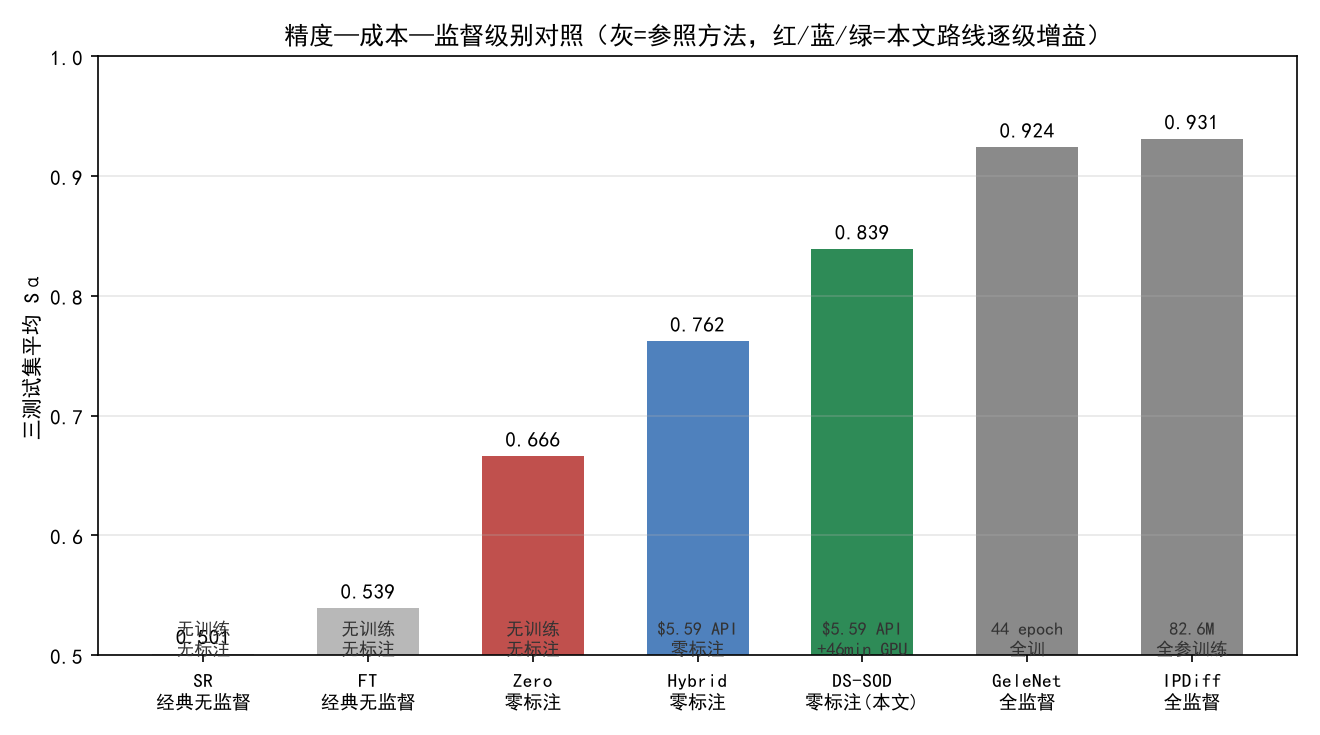 精度—成本—监督级别对照（灰=参照方法，红/蓝/绿=本文路线逐级增益）
三测试集平均 Sα
1.0
0.9
0.8
0.7
0.6
0.5
0.501
0.539
0.666
0.762
0.839
0.924
0.931
无训练
无标注
无训练
无标注
无训练
无标注
$5.59 API
零标注
$5.59 API
+46min GPU
44 epoch
全训
82.6M
全参训练
SR
经典无监督
FT
经典无监督
Zero
零标注
Hybrid
零标注
DS-SOD
零标注(本文)
GeleNet
全监督
IPDiff
全监督